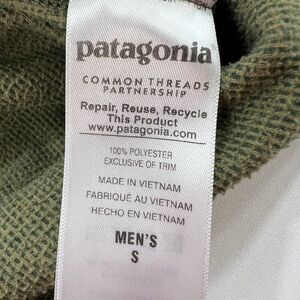 patagonia
COMMON THREADS
PARTNERSHIP
Repair, Reuse, Recycle
This Product
www.patagonia.com
100% POLYESTER
EXCLUSIVE OF TRIM
MADE IN VIETNAM
FABRIQUÉ AU VIETNAM
HECHO EN VIETNAM
MEN'S
S